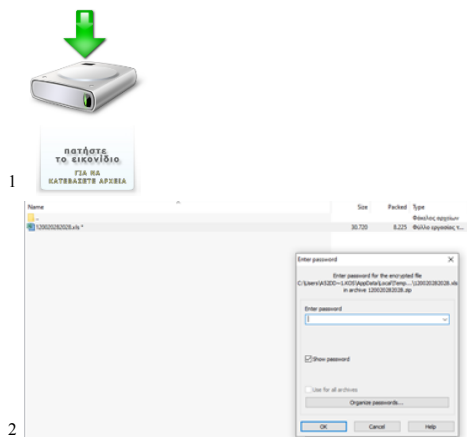 πατήστε
το εικονίδιο
ΓΙΑ ΝΑ
ΚΑΤΕΒΑΣΕΤΕ ΑΡΧΕΙΑ
1
Name Size Packed Type
.. Φάκελος αρχείων
120020282028.xls * 30.720 8.225 Φύλλο εργασίας τ...
Enter password
Enter password for the encrypted file
in archive 120020282028.zip
Enter password
Show password
Use for all archives
Organize passwords...
OK Cancel Help
2